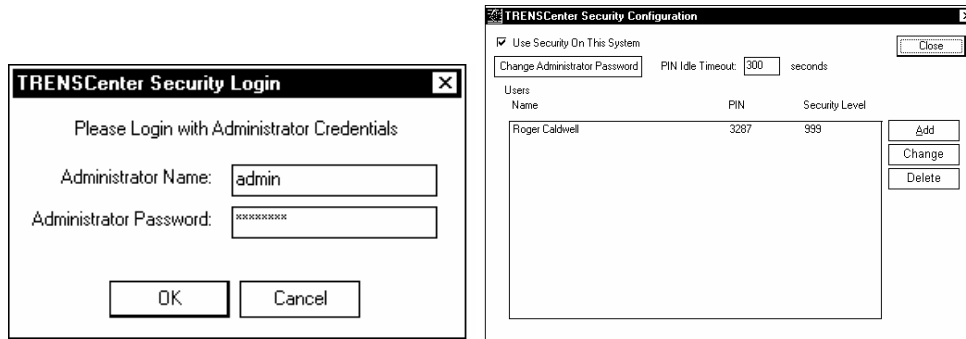 TRENSCenter Security Login
Please Login with Administrator Credentials
Administrator Name: admin
Administrator Password: ********
OK Cancel
TRENSCenter Security Configuration
Use Security On This System
Close
Change Administrator Password PIN Idle Timeout: 300 seconds
Users
Name PIN Security Level
Roger Caldwell 3287 999
Add
Change
Delete